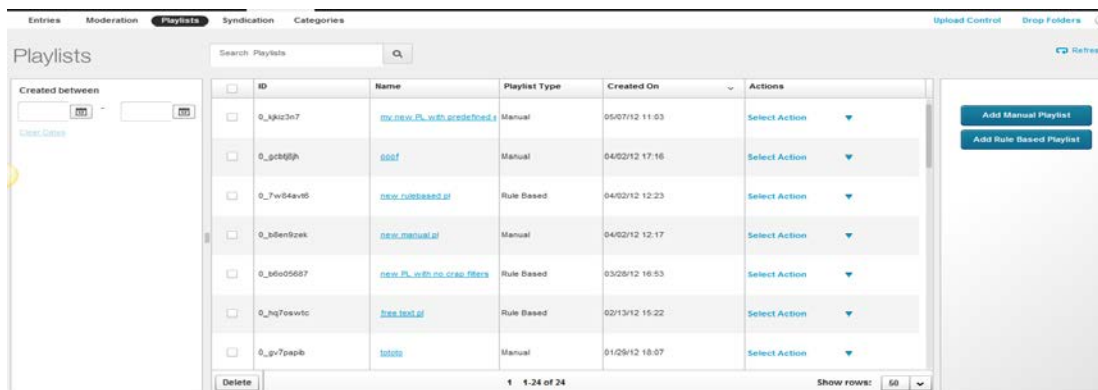 Entries Moderation Playlists Syndication Categories Upload Control Drop Folders
Playlists Search Playlists Refres
Created between
-
Clear Dates
ID Name Playlist Type Created On Actions
0_kjkiz3n7 my new PL with predefined s Manual 05/07/12 11:03 Select Action
0_gcbtj8jh Manual 04/02/12 17:16 Select Action
0_7w84avt6 new rulebased pl Rule Based 04/02/12 12:23 Select Action
0_b8en9zek new manual pl Manual 04/02/12 12:17 Select Action
0_b6o05687 new PL with no crap filters Rule Based 03/28/12 16:53 Select Action
0_hq7oswtc free text pl Rule Based 02/13/12 15:22 Select Action
0_gv7papib tototo Manual 01/29/12 18:07 Select Action
Add Manual Playlist
Add Rule Based Playlist
Delete 1 1-24 of 24 Show rows: 50